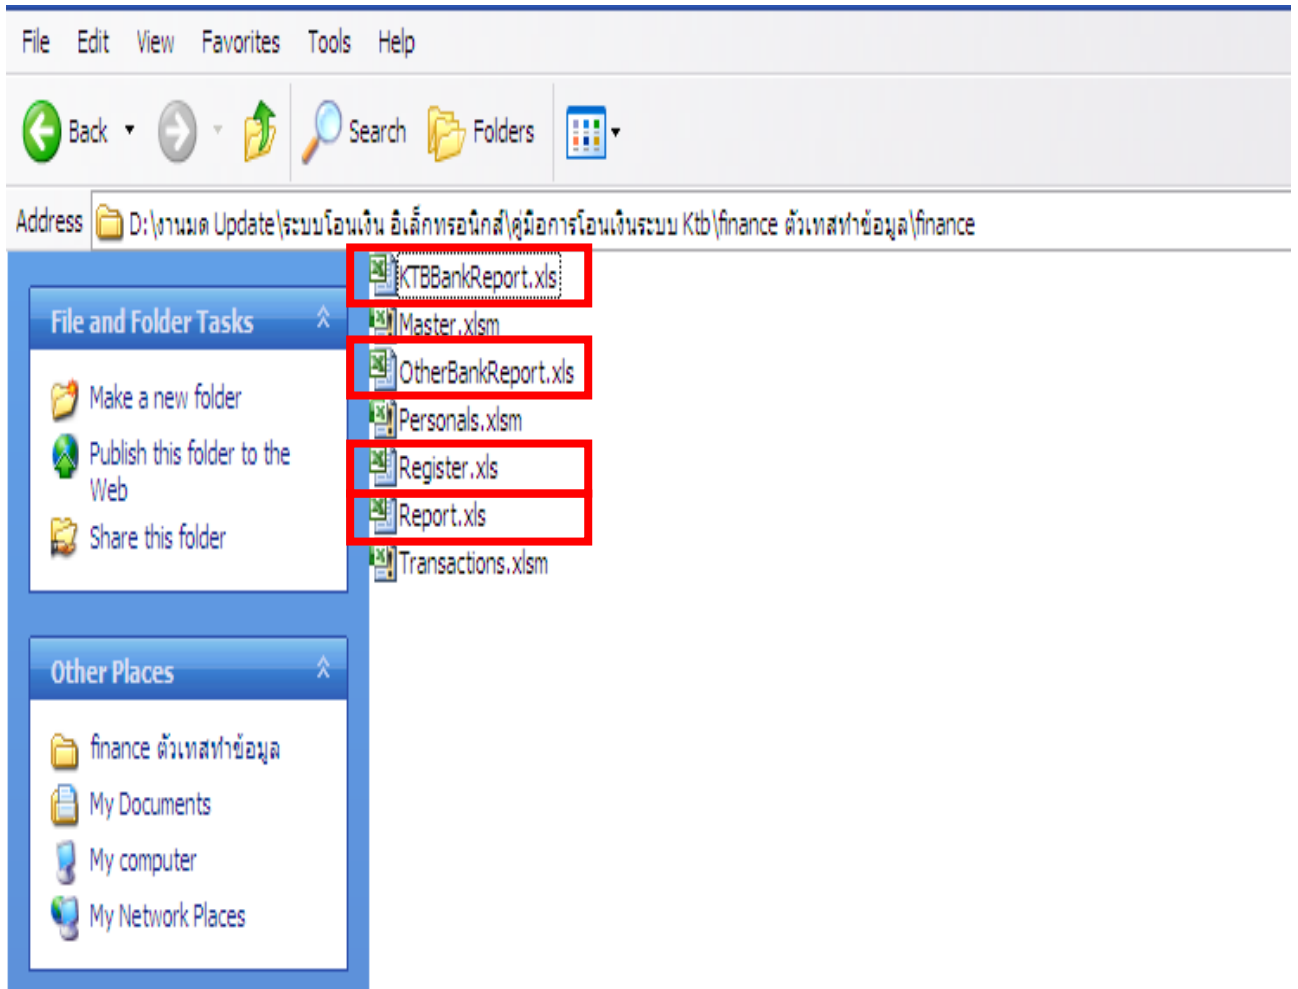 File Edit View Favorites Tools Help
Back Search Folders
Address D:\งานมด Update\ระบบโอนเงิน อิเล็กทรอนิกส์\คู่มือการโอนเงินระบบ Ktb\finance ตัวเทสทำข้อมูล\finance
KTBBankReport.xls
Master.xlsm
OtherBankReport.xls
Personals.xlsm
Register.xls
Report.xls
Transactions.xlsm
File and Folder Tasks
Make a new folder
Publish this folder to the
Web
Share this folder
Other Places
finance ตัวเทสทำข้อมูล
My Documents
My computer
My Network Places